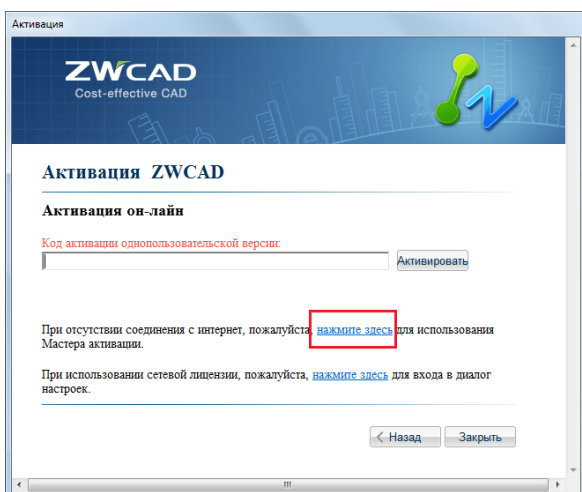 Активация
ZWCAD
Cost-effective CAD
Активация ZWCAD
Активация он-лайн
Код активации однопользовательской версии:
Активировать
При отсутствии соединения с интернет, пожалуйста, нажмите здесь для использования
Мастера активации.
При использовании сетевой лицензии, пожалуйста, нажмите здесь для входа в диалог
настроек.
Назад Закрыть